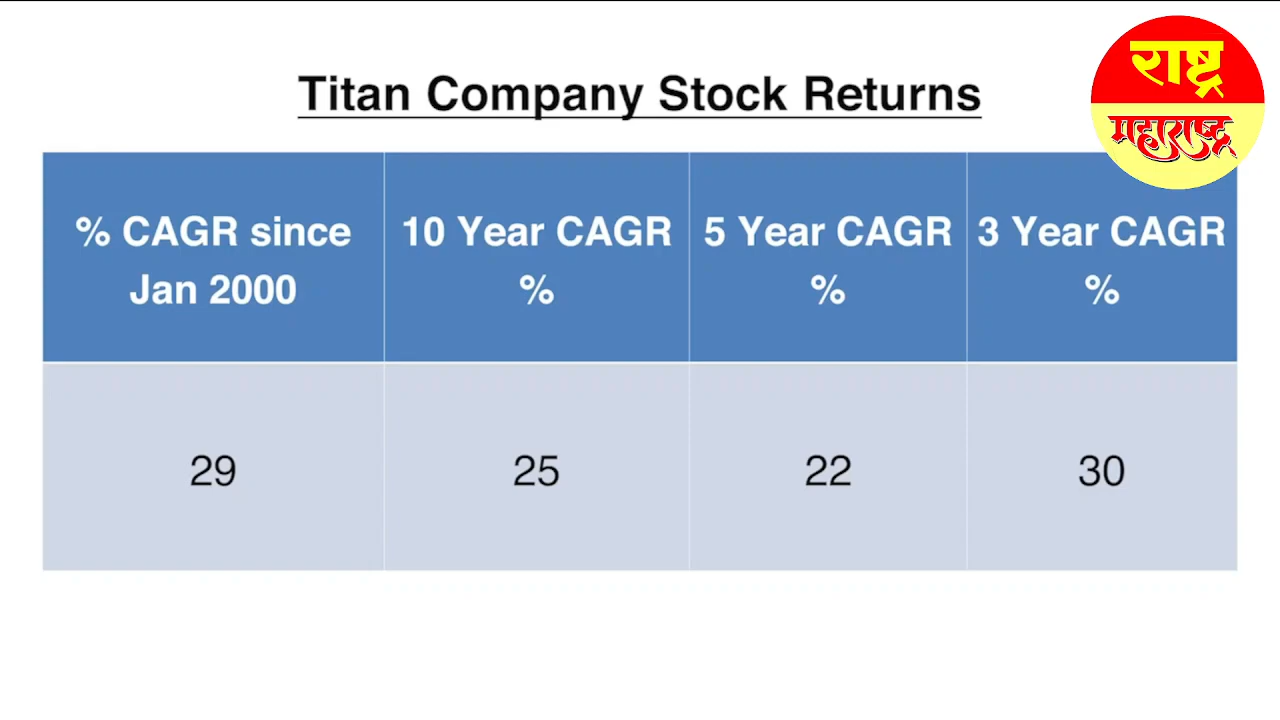 Titan Company Stock Returns
राष्ट्र
महाराष्ट्र
% CAGR since
Jan 2000
10 Year CAGR
%
5 Year CAGR
%
3 Year CAGR
%
29
25
22
30